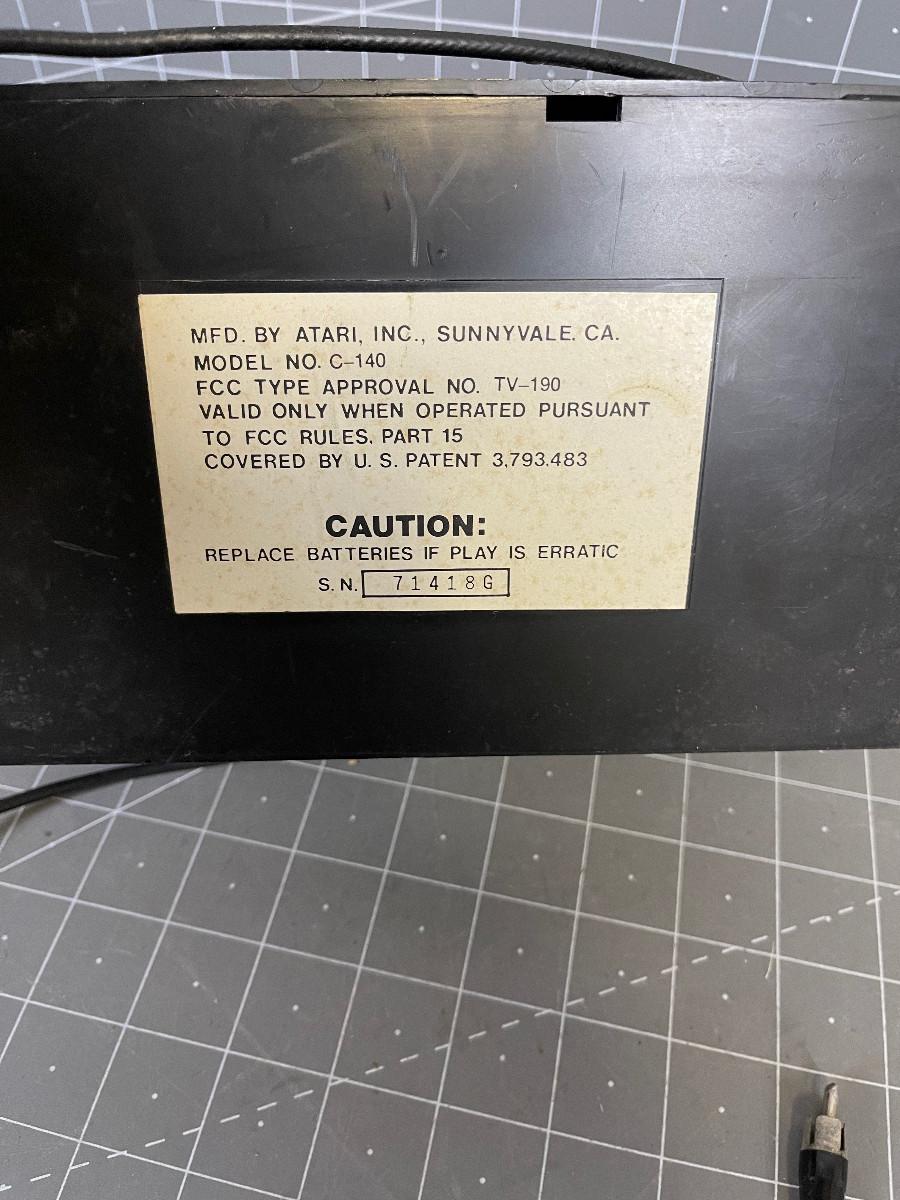 MFD. BY ATARI, INC., SUNNYVALE. CA.
MODEL NO. C-140
FCC TYPE APPROVAL NO. TV-190
VALID ONLY WHEN OPERATED PURSUANT
TO FCC RULES. PART 15
COVERED BY U. S. PATENT 3,793.483
CAUTION:
REPLACE BATTERIES IF PLAY IS ERRATIC
S. N. 71418G